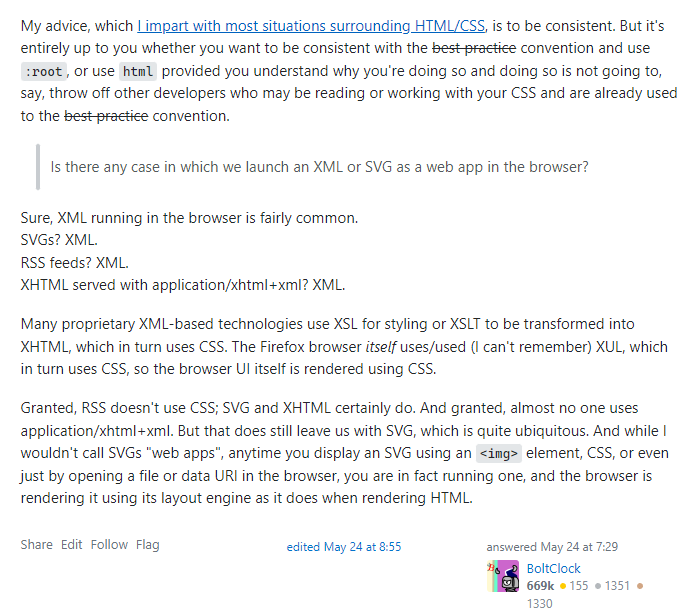 My advice, which I impart with most situations surrounding HTML/CSS, is to be consistent. But it's
entirely up to you whether you want to be consistent with the best practice convention and use
:root, or use html provided you understand why you're doing so and doing so is not going to,
say, throw off other developers who may be reading or working with your CSS and are already used
to the best practice convention.
Is there any case in which we launch an XML or SVG as a web app in the browser?
Sure, XML running in the browser is fairly common.
SVGs? XML.
RSS feeds? XML.
XHTML served with application/xhtml+xml? XML.
Many proprietary XML-based technologies use XSL for styling or XSLT to be transformed into
XHTML, which in turn uses CSS. The Firefox browser itself uses/used (I can't remember) XUL, which
in turn uses CSS, so the browser UI itself is rendered using CSS.
Granted, RSS doesn't use CSS; SVG and XHTML certainly do. And granted, almost no one uses
application/xhtml+xml. But that does still leave us with SVG, which is quite ubiquitous. And while I
wouldn't call SVGs "web apps", anytime you display an SVG using an <img> element, CSS, or even
just by opening a file or data URI in the browser, you are in fact running one, and the browser is
rendering it using its layout engine as it does when rendering HTML.
Share Edit Follow Flag
edited May 24 at 8:55
answered May 24 at 7:29
BoltClock
669k 155 1351
1330